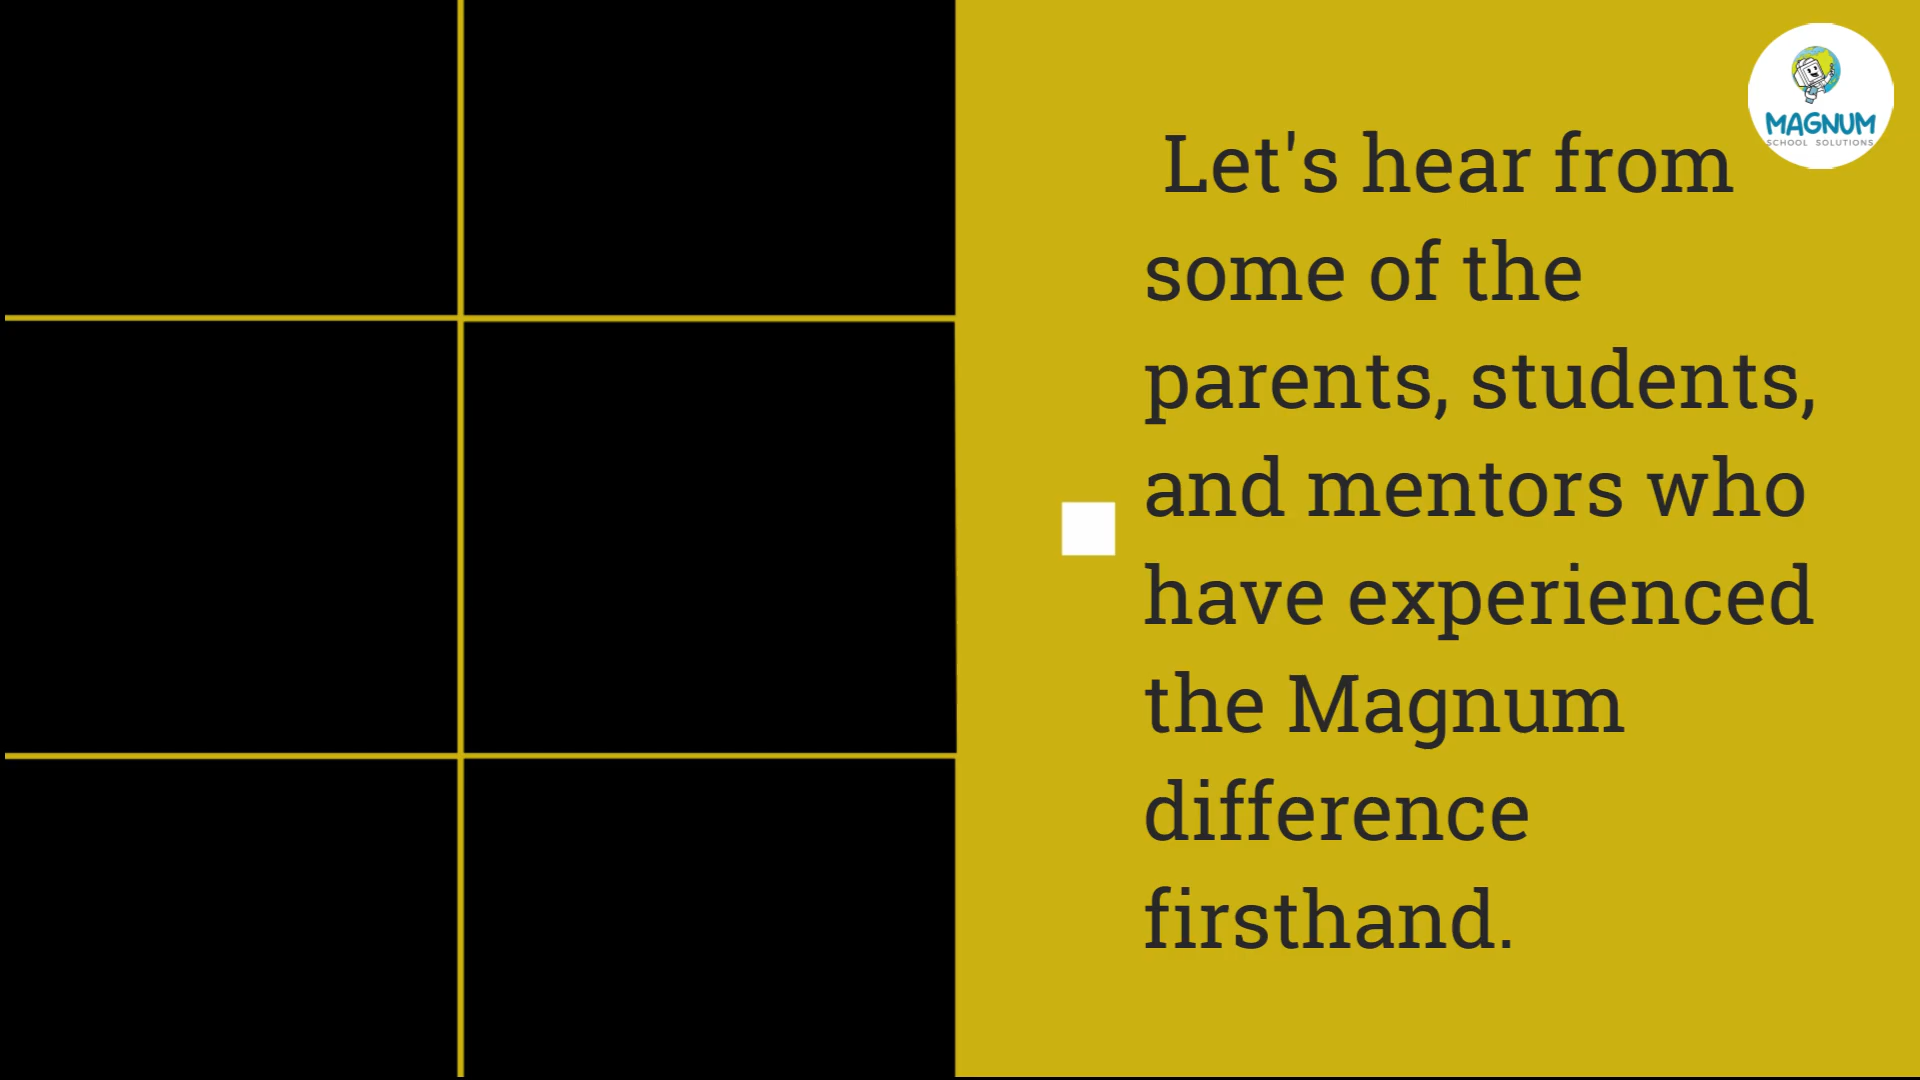 MAGNUM
SCHOOL SOLUTIONS
Let's hear from
some of the
parents, students,
and mentors who
have experienced
the Magnum
difference
firsthand.